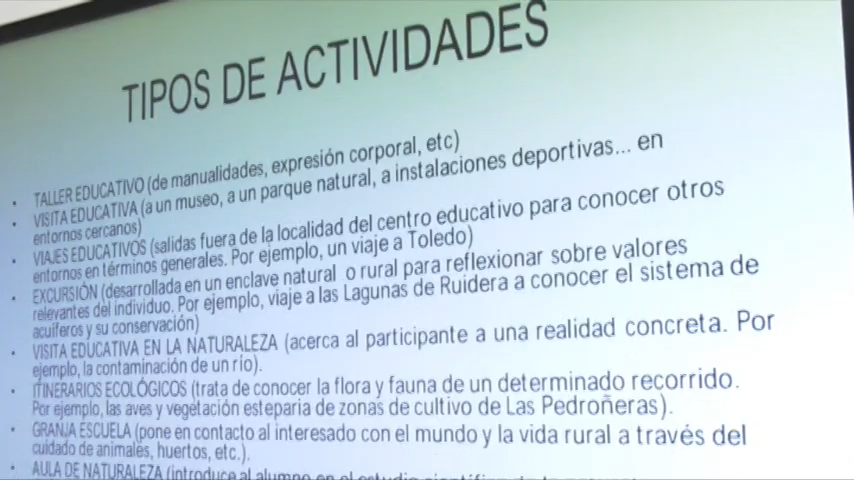 TIPOS DE ACTIVIDADES
• TALLER EDUCATIVO (de manualidades, expresión corporal, etc)
• VISITA EDUCATIVA (a un museo, a un parque natural, a instalaciones deportivas... en
entornos cercanos)
• VIAJES EDUCATIVOS (salidas fuera de la localidad del centro educativo para conocer otros
entornos en términos generales. Por ejemplo, un viaje a Toledo)
• EXCURSIÓN (desarrollada en un enclave natural o rural para reflexionar sobre valores
relevantes del individuo. Por ejemplo, viaje a las Lagunas de Ruidera a conocer el sistema de
acuíferos y su conservación)
• VISITA EDUCATIVA EN LA NATURALEZA (acerca al participante a una realidad concreta. Por
ejemplo, la contaminación de un río).
• ITINERARIOS ECOLÓGICOS (trata de conocer la flora y fauna de un determinado recorrido.
Por ejemplo, las aves y vegetación esteparia de zonas de cultivo de Las Pedroñeras).
• GRANJA ESCUELA (pone en contacto al interesado con el mundo y la vida rural a través del
cuidado de animales, huertos, etc.).
• AULA DE NATURALEZA (introduce al alumno en el estudio